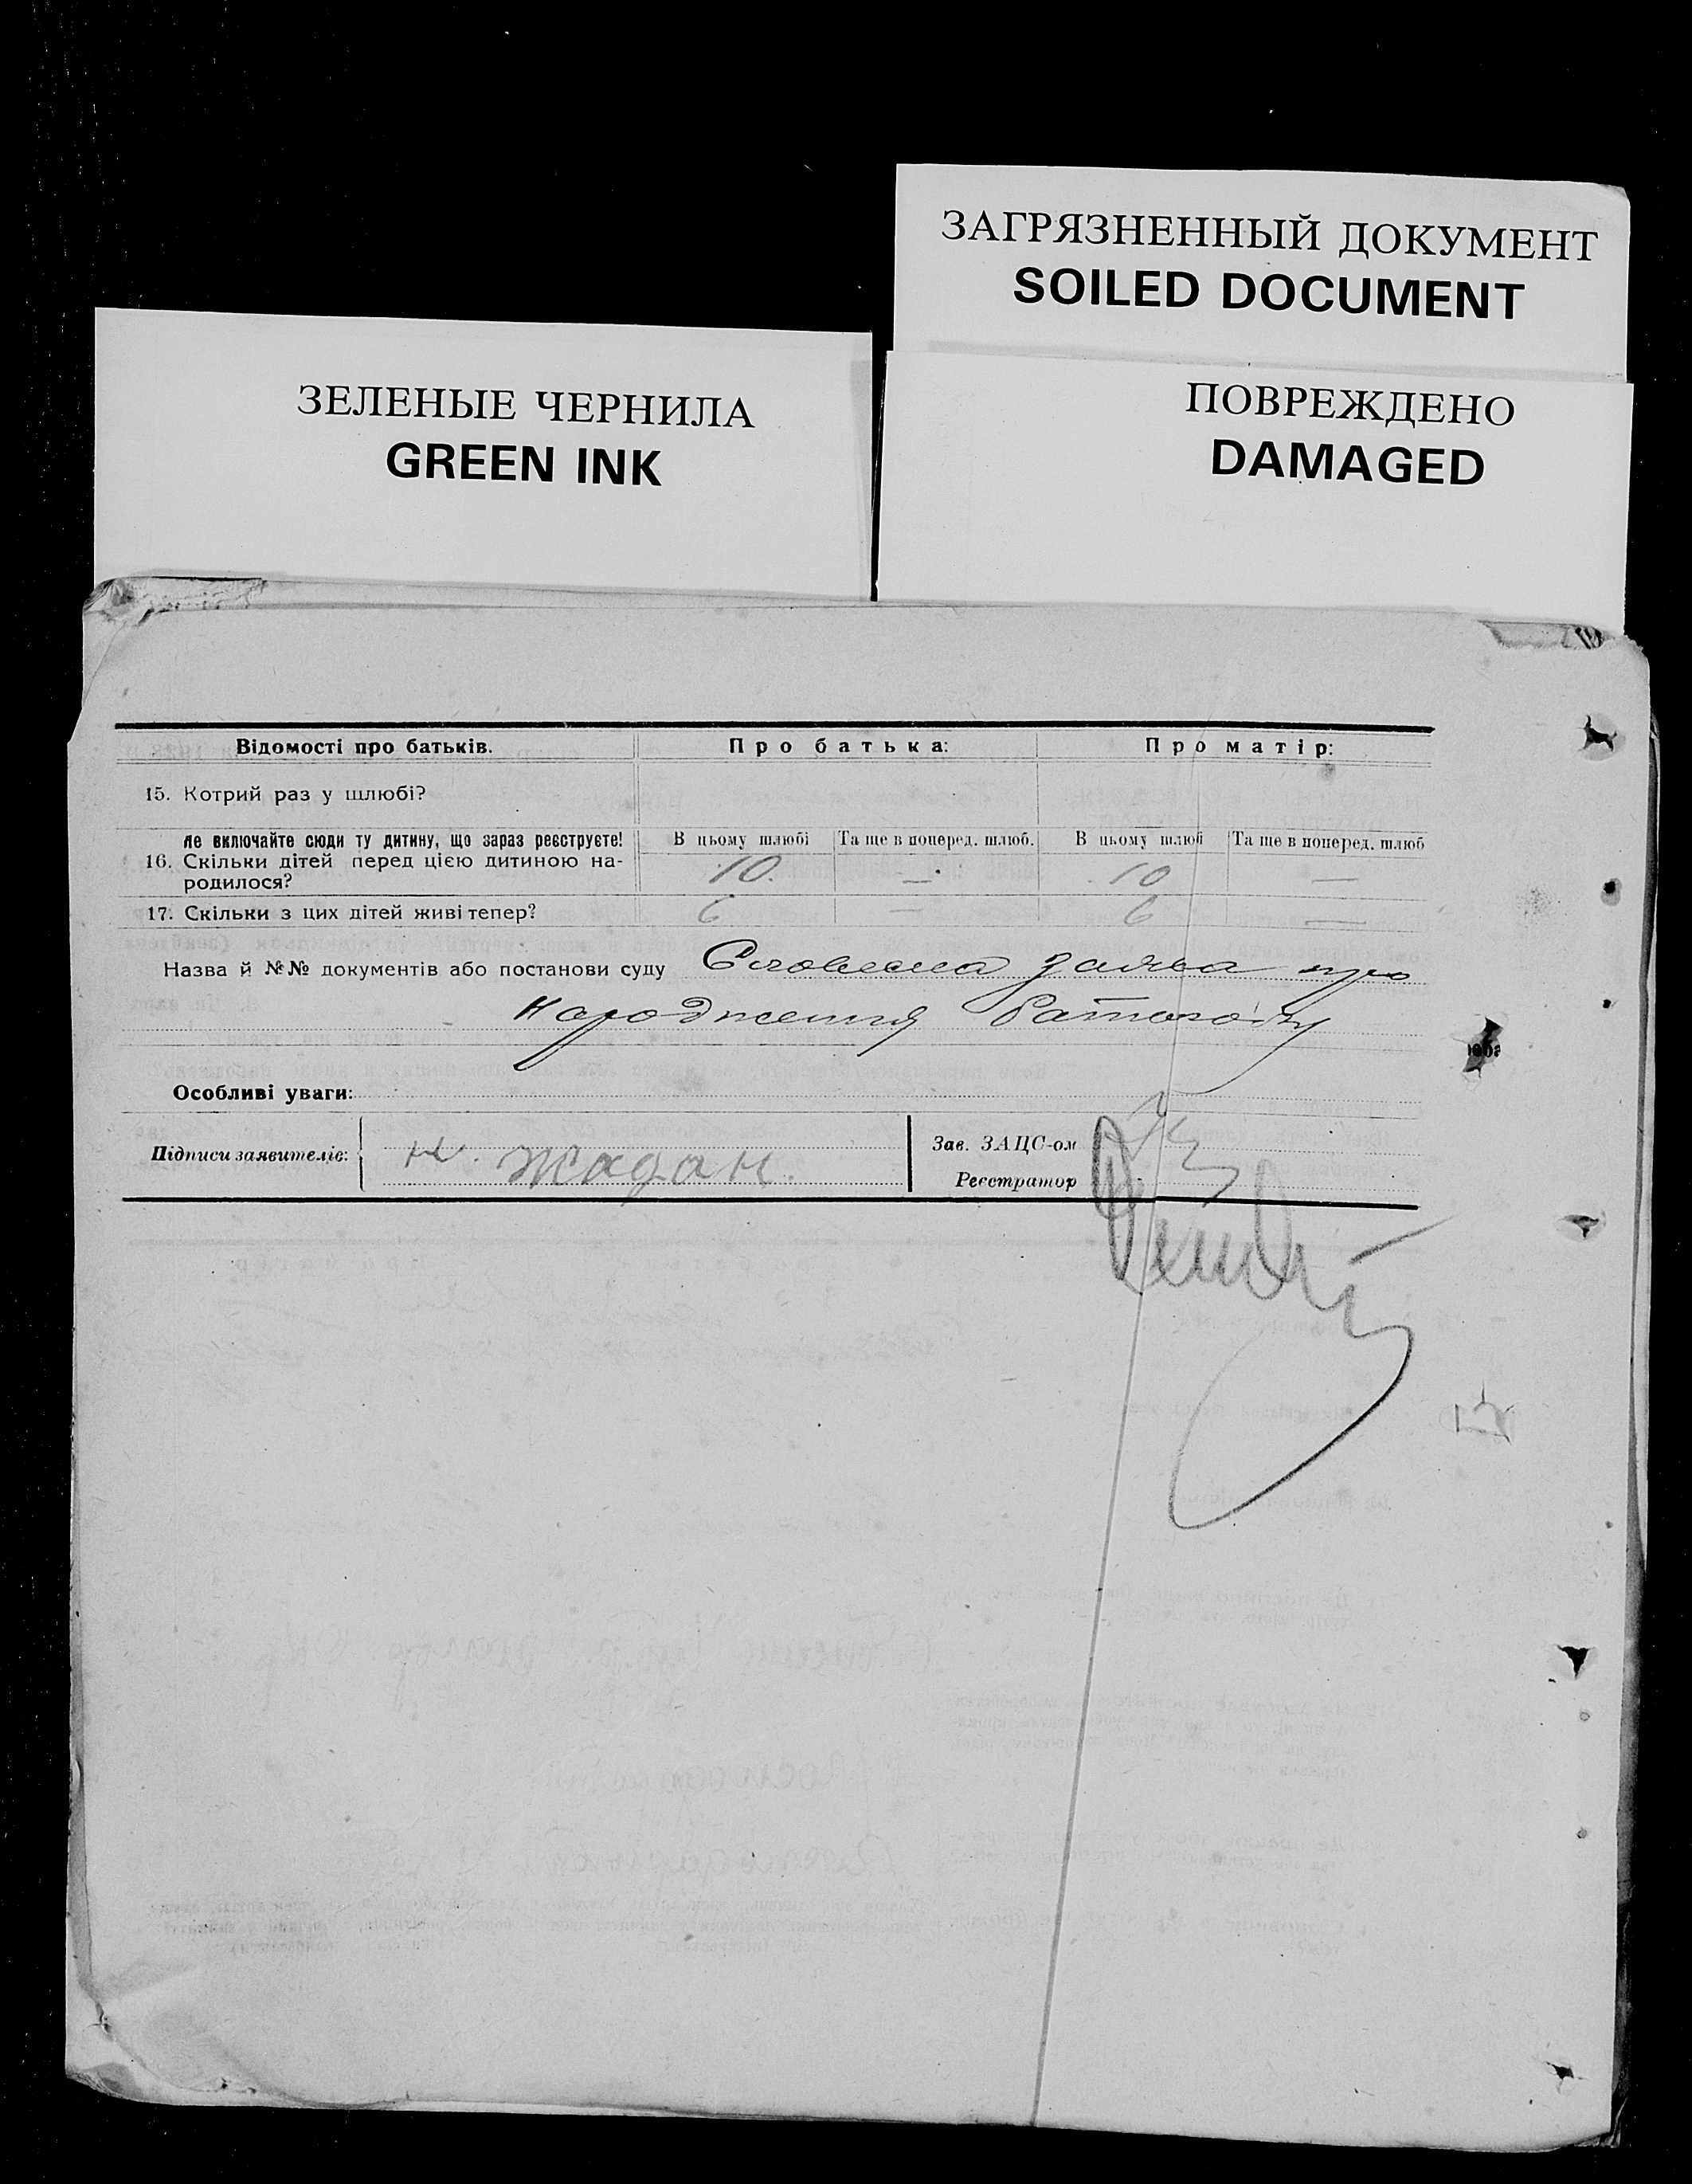 ЗАГРЯЗНЕННЫЙ ДОКУМЕНТ
SOILED DOCUMENT
ЗЕЛЕНЫЕ ЧЕРНИЛА
GREEN INK
ПОВРЕЖДЕНО
DAMAGED
Відомості про батьків. Про батька: Про матір:
15. Котрий раз у шлюбі?
Не включайте сюди ту дитину, що зараз реєструєте! В цьому шлюбі Та ще в поперед. шлюб. В цьому шлюбі Та ще в поперед. шлюб
16. Скільки дітей перед цією дитиною на-
родилося? 10. — 10 —
17. Скільки з цих дітей живі тепер? 6 — 6 —
Назва й №№ документів або постанови суду Словесна заява про
народження
Особливі уваги:
Підписи заявителів: Н. Жадан. Зав. ЗАЦС-ом
Реєстратор